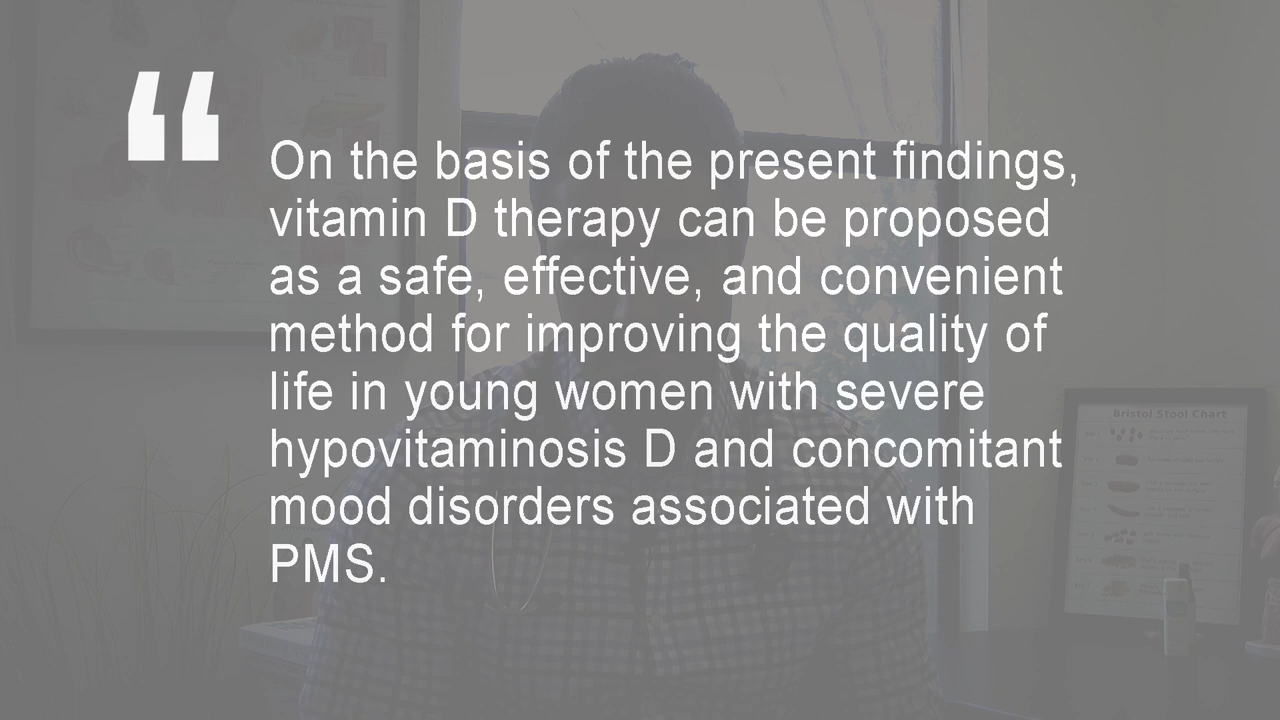 “
On the basis of the present findings,
vitamin D therapy can be proposed
as a safe, effective, and convenient
method for improving the quality of
life in young women with severe
hypovitaminosis D and concomitant
mood disorders associated with
PMS.
Bristol Stool Chart